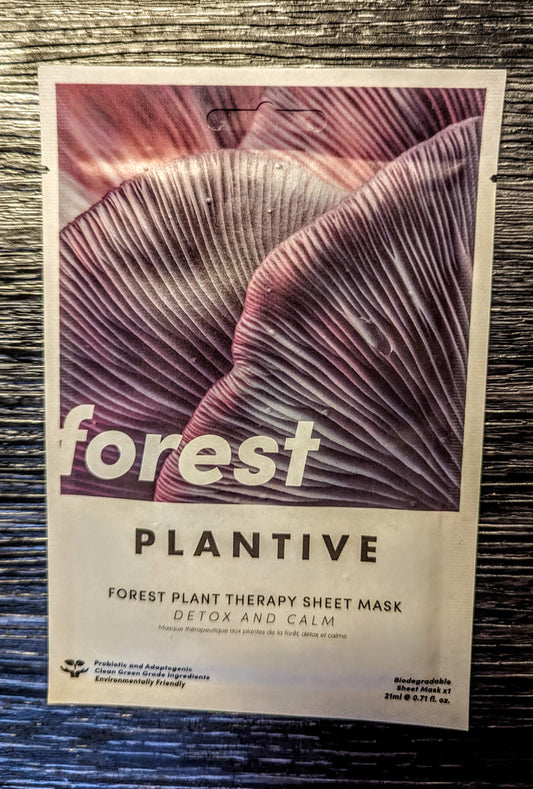 forest
PLANTIVE
FOREST PLANT THERAPY SHEET MASK
DETOX AND CALM
Masque thérapeutique aux plantes de la forêt, détox et calme
Probiotic and Adaptogenic
Clean Green Grade Ingredients
Environmentally Friendly
Biodegradable
Sheet Mask x1
21ml @ 0.71 fl. oz.